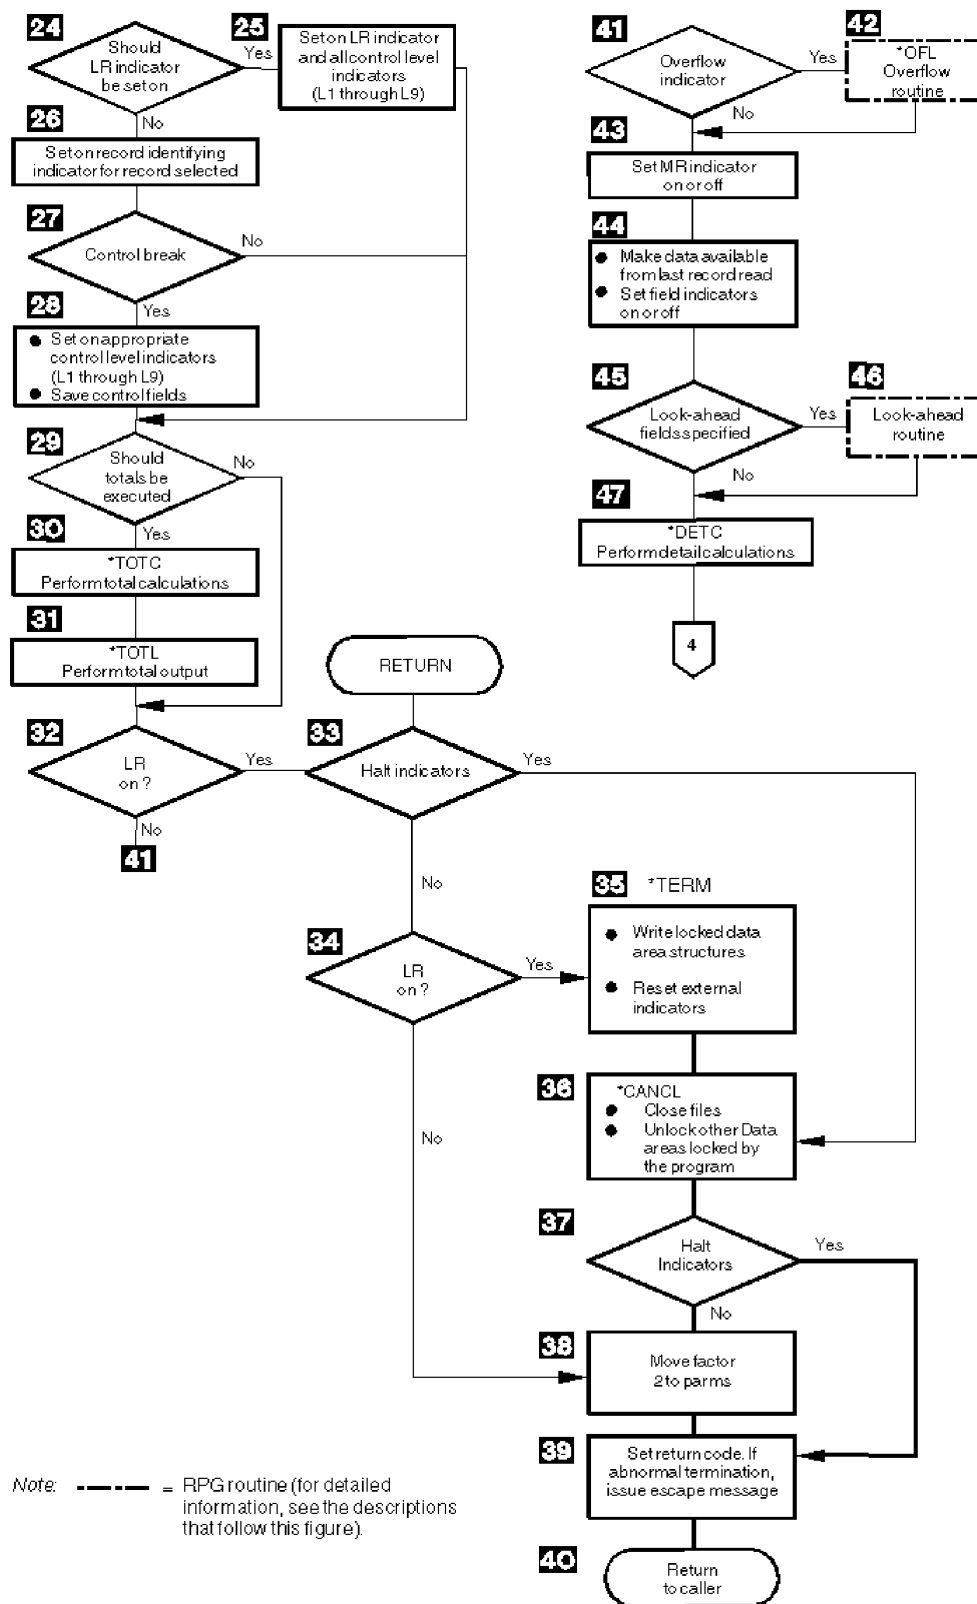 24
Should
LR indicator
be set on
Yes
25
Set on LR indicator
and all control level
indicators
(L1 through L9)
No
26
Set on record identifying
indicator for record selected
27
Control break
No
Yes
28
● Set on appropriate
control level indicators
(L1 through L9)
● Save control fields
29
Should
totals be
executed
No
Yes
30
*TOTC
Perform total calculations
31
*TOTL
Perform total output
32
LR
on ?
Yes
No
41
RETURN
33
Halt indicators
Yes
No
34
LR
on ?
Yes
No
35 *TERM
● Write locked data
area structures
● Reset external
indicators
36
*CANCL
● Close files
● Unlock other Data
areas locked by
the program
37
Halt
Indicators
Yes
No
38
Move factor
2 to parms
39
Set return code. If
abnormal termination,
issue escape message
40
Return
to caller
41
Overflow
indicator
Yes
42
*OFL
Overflow
routine
No
43
Set MR indicator
on or off
44
● Make data available
from last record read
● Set field indicators
on or off
45
Look-ahead
fields specified
Yes
46
Look-ahead
routine
No
47
*DETC
Perform detail calculations
4
Note: = RPG routine (for detailed
information, see the descriptions
that follow this figure).